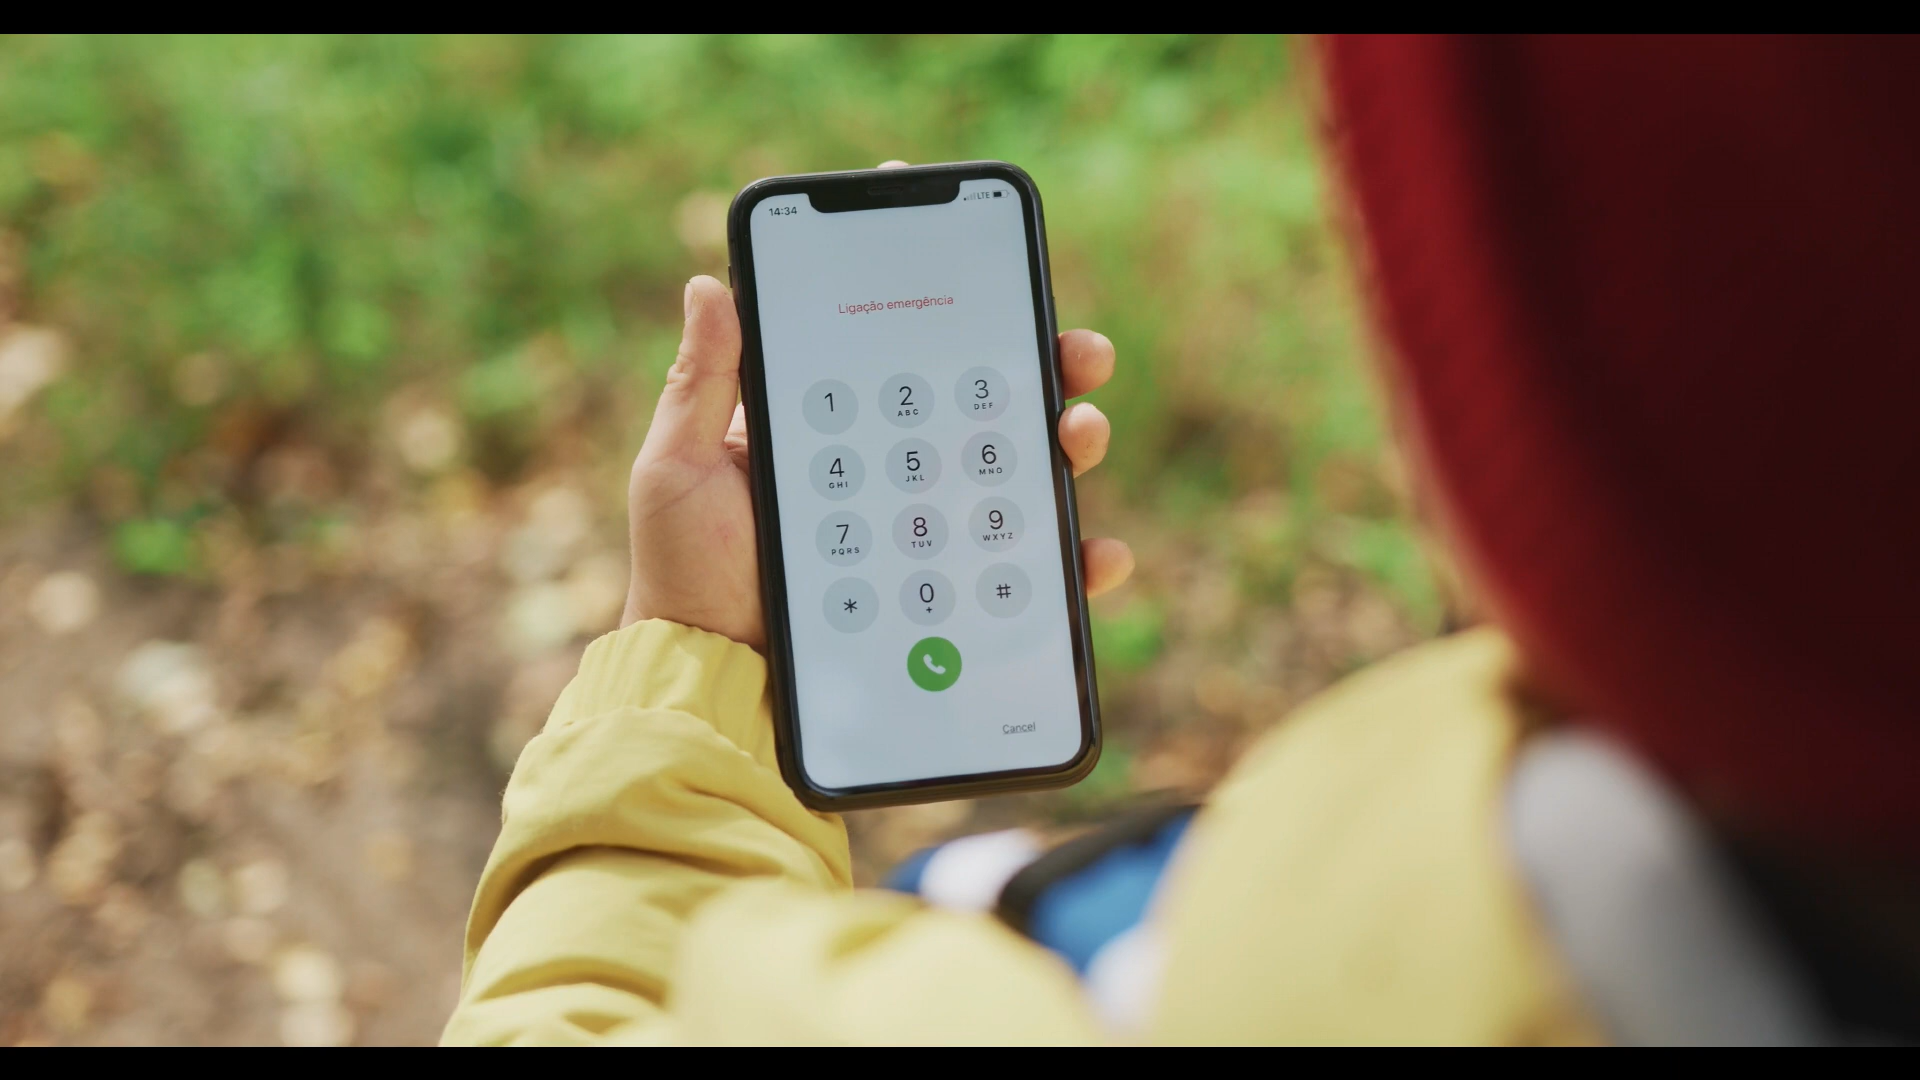 14:34 LTE
Ligação emergência
1 2 3
ABC DEF
4 5 6
GHI JKL MNO
7 8 9
PQRS TUV WXYZ
* 0 #
+
Cancel